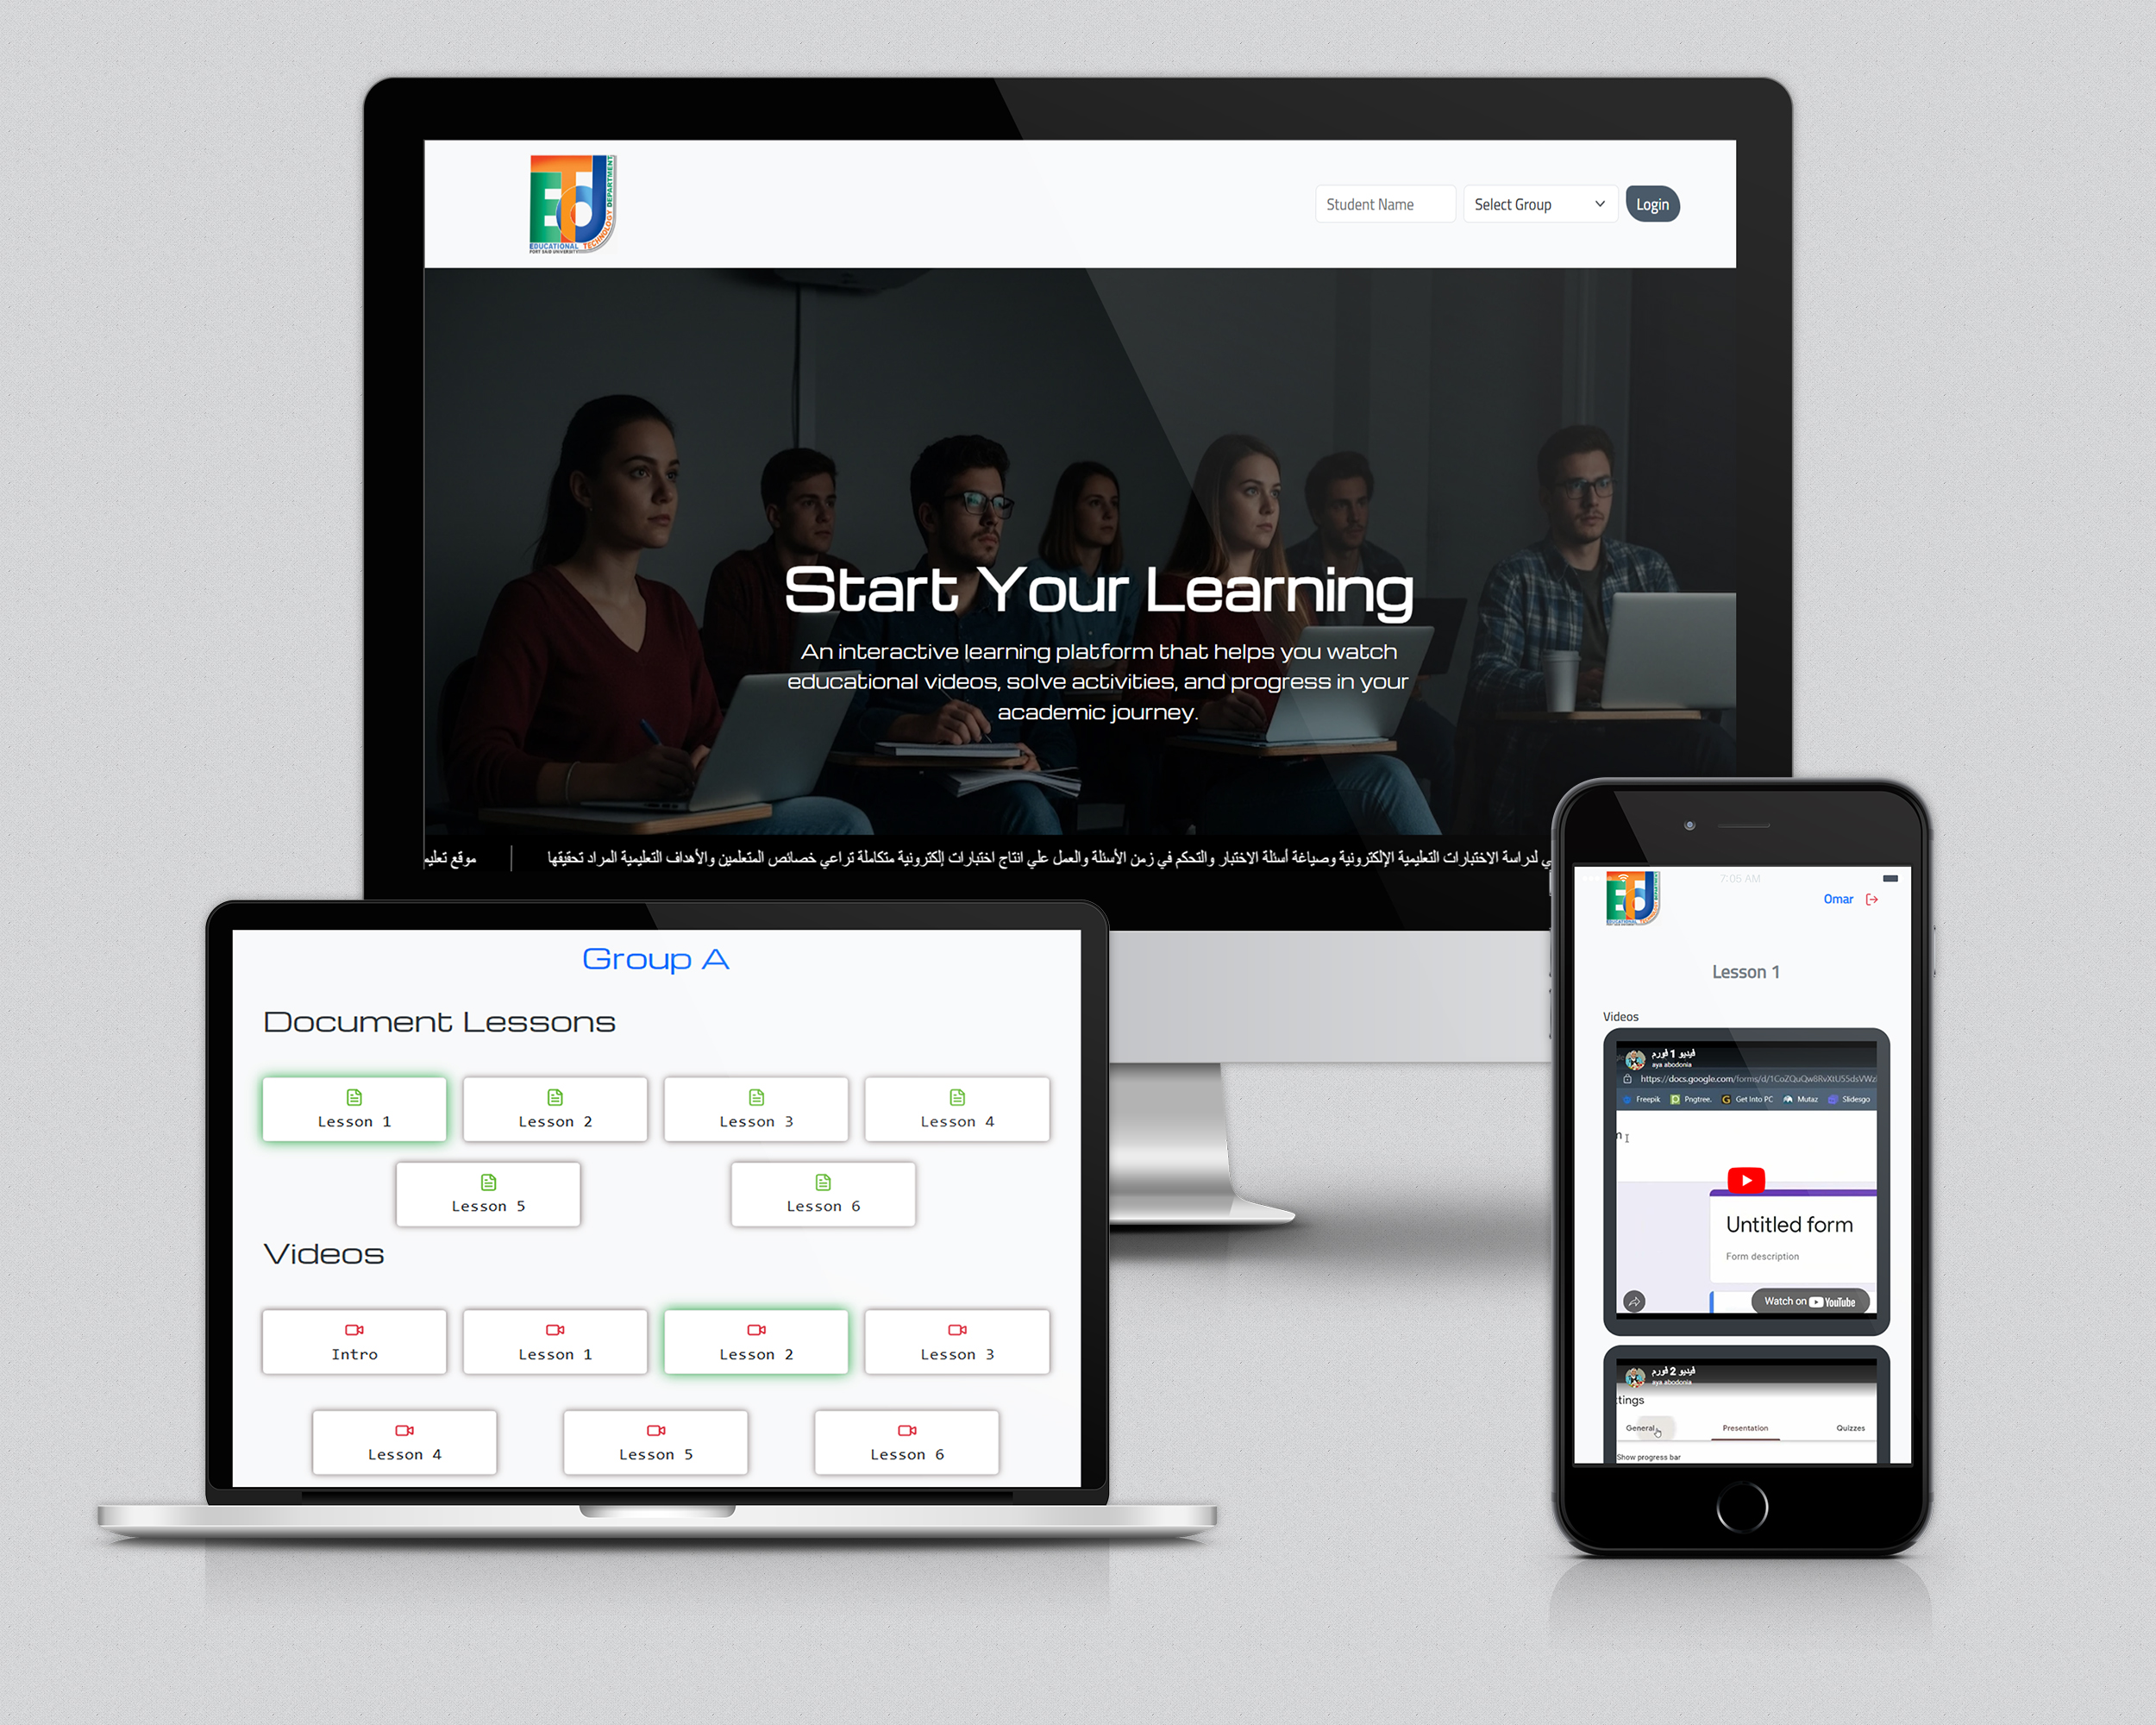 EDUCATIONAL TECHNOLOGY DEPARTMENT
PORT SAID UNIVERSITY
Student Name
Select Group
Login
Start Your Learning
An interactive learning platform that helps you watch
educational videos, solve activities, and progress in your
academic journey.
ي لدراسة الاختبارات التعليمية الإلكترونية وصياغة أسئلة الاختبار والتحكم في زمن الأسئلة والعمل علي انتاج اختبارات إلكترونية متكاملة تراعي خصائص المتعلمين والأهداف التعليمية المراد تحقيقها | موقع تعليم
Group A
Document Lessons
Lesson 1
Lesson 2
Lesson 3
Lesson 4
Lesson 5
Lesson 6
Videos
Intro
Lesson 1
Lesson 2
Lesson 3
Lesson 4
Lesson 5
Lesson 6
7:05 AM
Omar
Lesson 1
Videos
فيديو 1 فورم
aya abodonia
https://docs.google.com/forms/d/1CoZQuQw8RvXtU55dsVWz
Freepik
Pngtree.
Get Into PC
Mutaz
Slidesgo
Untitled form
Form description
Watch on YouTube
فيديو 2 فورم
aya abodonia
ttings
General
Presentation
Quizzes
Show progress bar